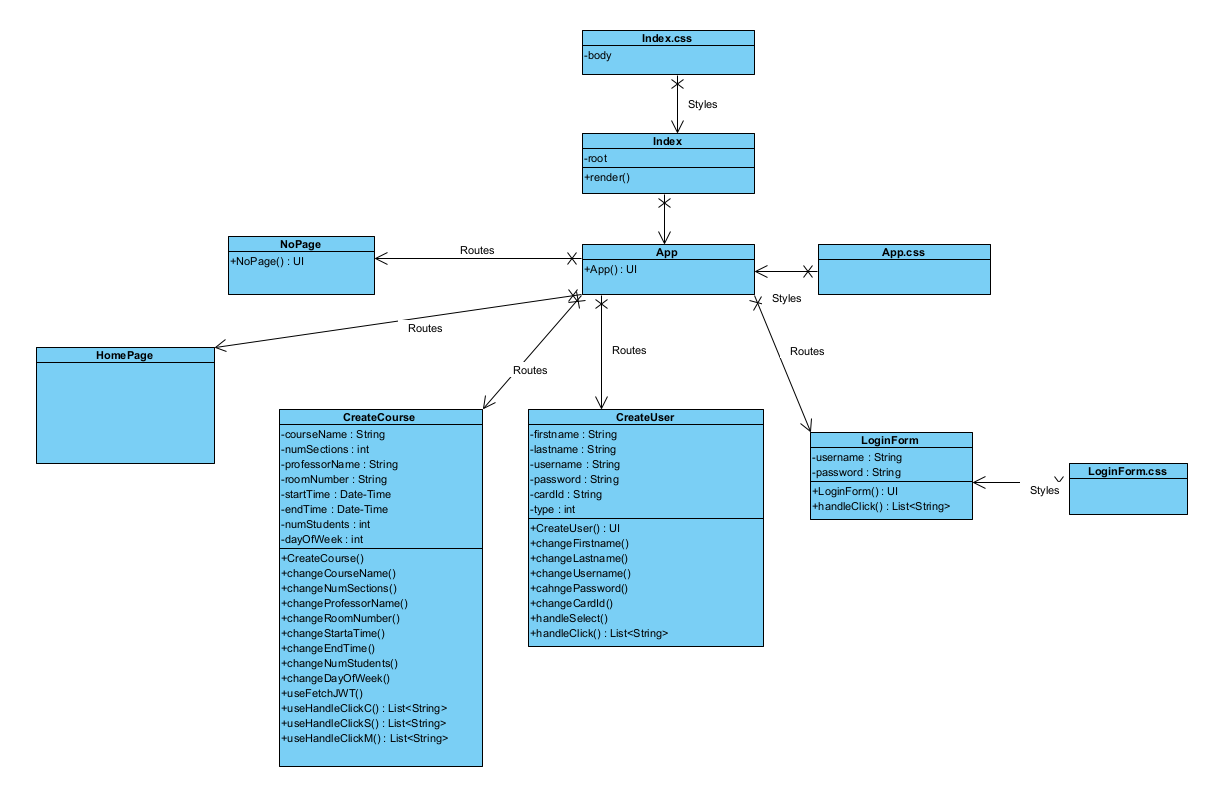 Index.css
-body
Styles
Index
-root
+render()
NoPage
+NoPage() : UI
Routes
App
+App() : UI
App.css
Styles
Routes
HomePage
Routes
Routes
Routes
CreateCourse
-courseName : String
-numSections : int
-professorName : String
-roomNumber : String
-startTime : Date-Time
-endTime : Date-Time
-numStudents : int
-dayOfWeek : int
+CreateCourse()
+changeCourseName()
+changeNumSections()
+changeProfessorName()
+changeRoomNumber()
+changeStartaTime()
+changeEndTime()
+changeNumStudents()
+changeDayOfWeek()
+useFetchJWT()
+useHandleClickC() : List<String>
+useHandleClickS() : List<String>
+useHandleClickM() : List<String>
CreateUser
-firstname : String
-lastname : String
-username : String
-password : String
-cardId : String
-type : int
+CreateUser() : UI
+changeFirstname()
+changeLastname()
+changeUsername()
+cahngePassword()
+changeCardId()
+handleSelect()
+handleClick() : List<String>
LoginForm
-username : String
-password : String
+LoginForm() : UI
+handleClick() : List<String>
Styles
LoginForm.css